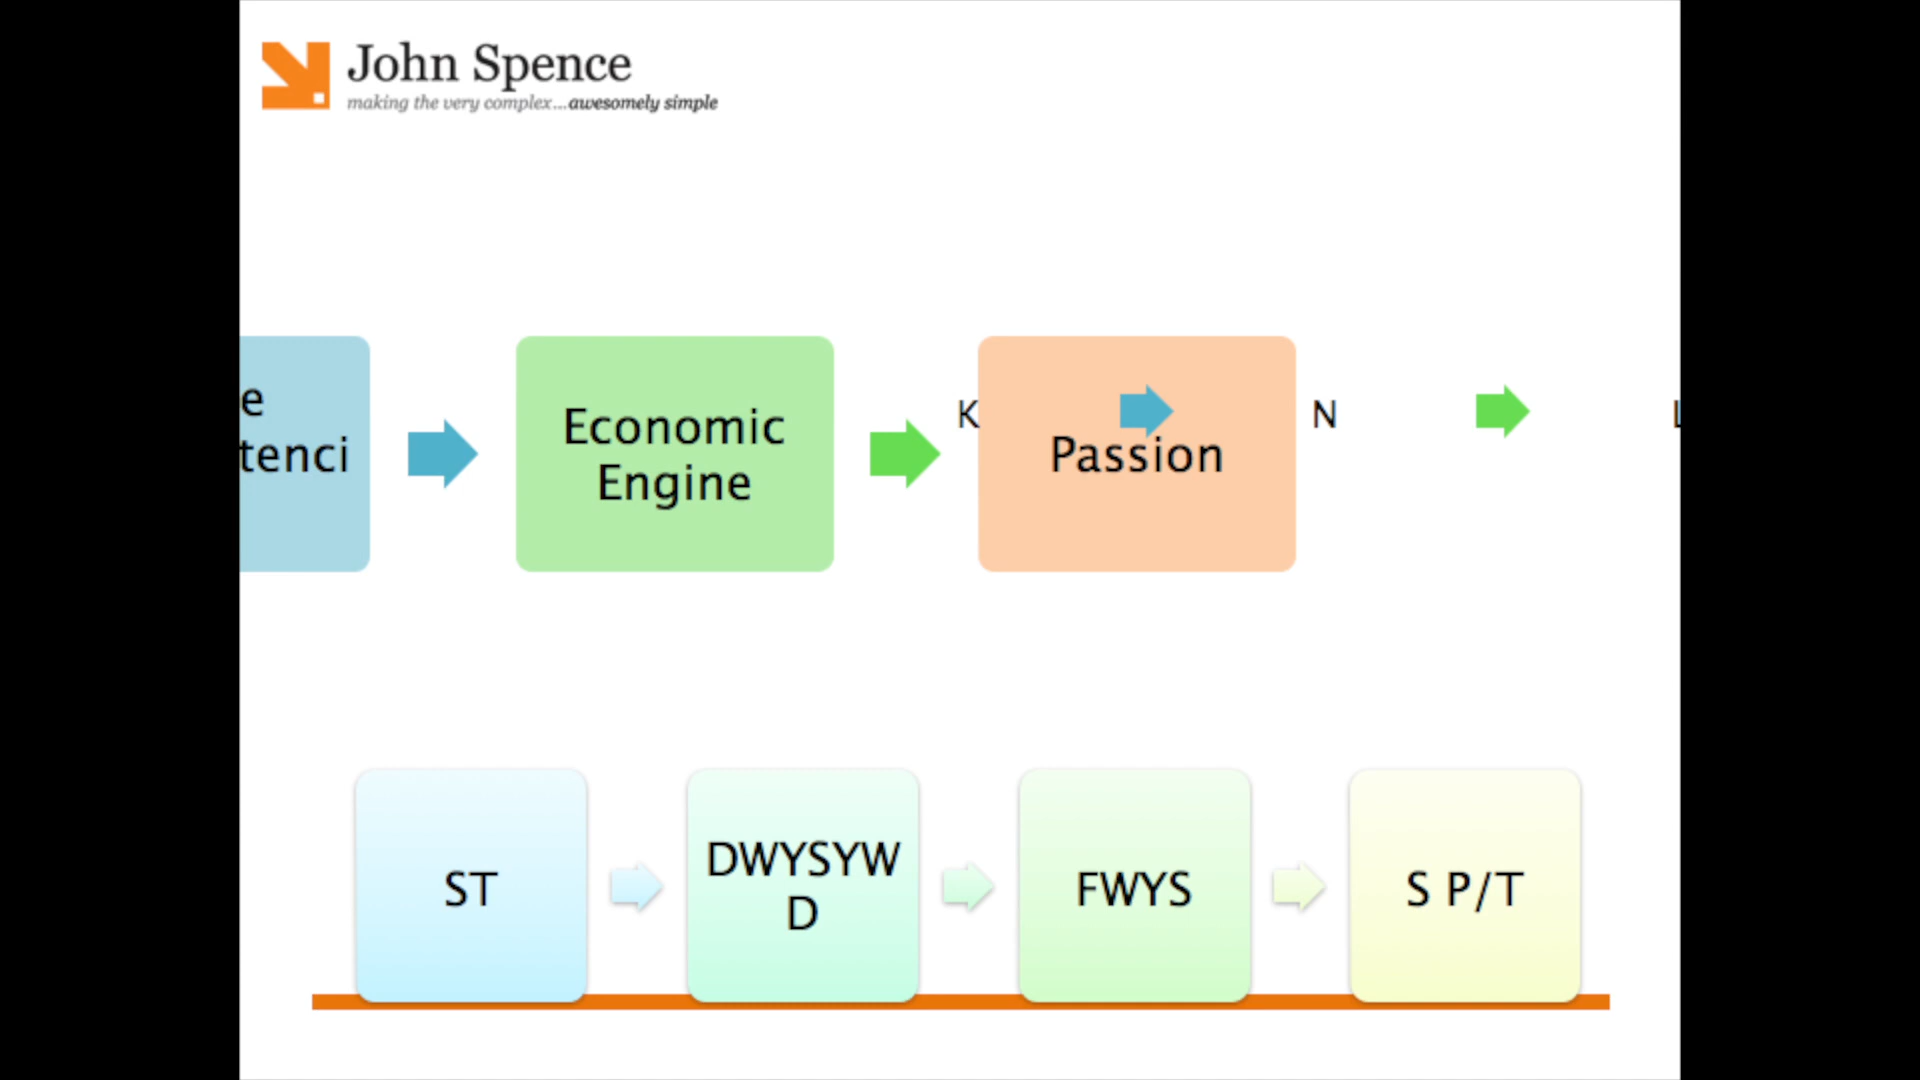 John Spence
making the very complex...awesomely simple
e
tenci
Economic
Engine
K
Passion
N
L
ST
DWYSYW
D
FWYS
S P/T